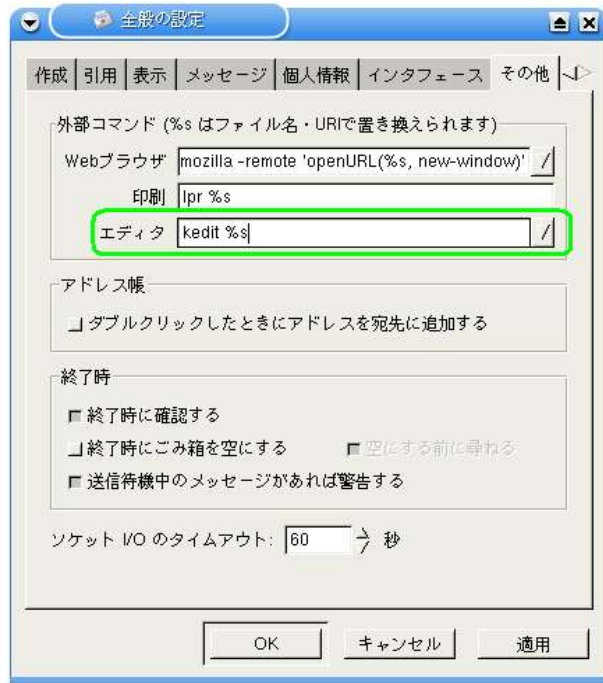 全般の設定
作成 引用 表示 メッセージ 個人情報 インタフェース その他
外部コマンド (%s はファイル名・URIで置き換えられます)
Webブラウザ mozilla -remote 'openURL(%s, new-window)'
印刷 lpr %s
エディタ kedit %s
アドレス帳
ダブルクリックしたときにアドレスを宛先に追加する
終了時
終了時に確認する
終了時にごみ箱を空にする 空にする前に尋ねる
送信待機中のメッセージがあれば警告する
ソケット I/O のタイムアウト: 60 秒
OK キャンセル 適用